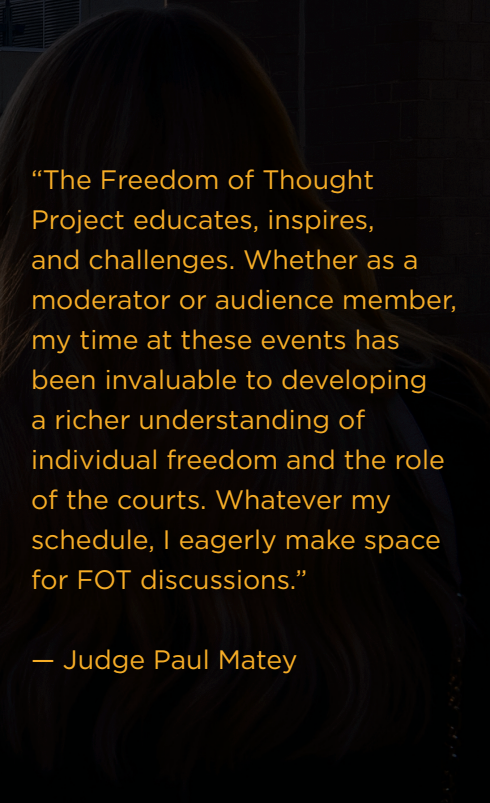 “The Freedom of Thought
Project educates, inspires,
and challenges. Whether as a
moderator or audience member,
my time at these events has
been invaluable to developing
a richer understanding of
individual freedom and the role
of the courts. Whatever my
schedule, I eagerly make space
for FOT discussions.”
— Judge Paul Matey